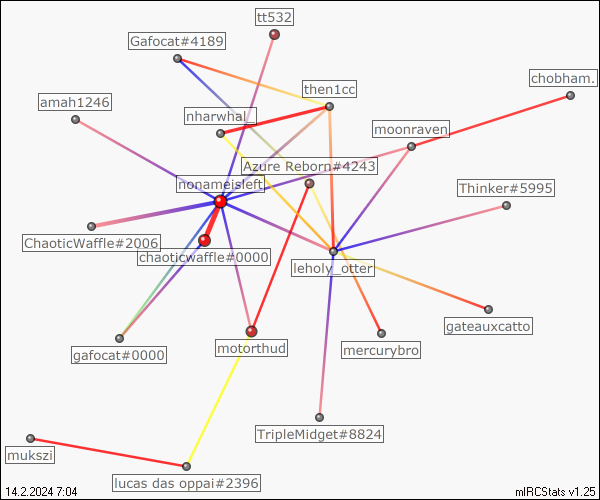 tt532
Gafocat#4189
chobham.
then1cc
amah1246
nharwhal_
moonraven
Azure Reborn#4243
nonameisleft
Thinker#5995
ChaoticWaffle#2006
chaoticwaffle#0000
leholy_otter
gateauxcatto
gafocat#0000
motorthud
mercurybro
TripleMidget#8824
mukszi
lucas das oppai#2396
14.2.2024 7:04
mIRCStats v1.25